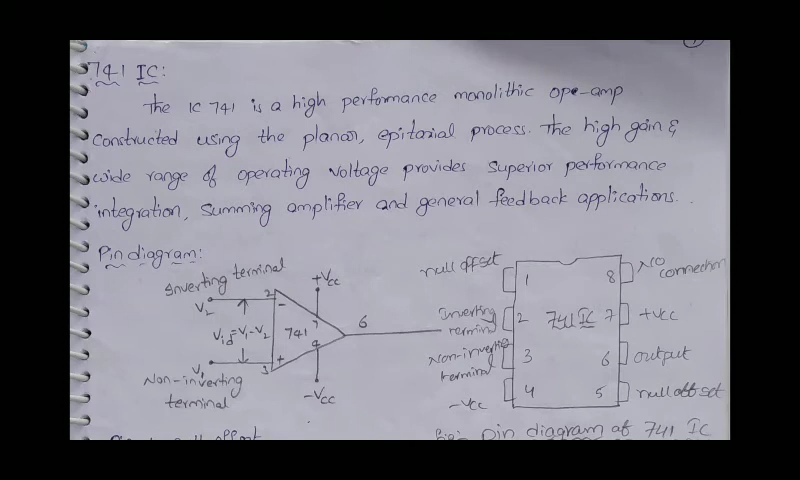 741 IC:
The IC 741 is a high performance monolithic ope-amp
constructed using the planar, epitaxial process. The high gain &
wide range of operating voltage provides superior performance
integration, summing amplifier and general feedback applications.
Pin diagram:
Inverting terminal
V2
2
-
+Vcc
7
741
4
6
Vid=V1-V2
V1
3
+
Non-inverting
terminal
-Vcc
null offset
1
8
NO
connection
Inverting
terminal
2
741 IC
7
+Vcc
Non-inverting
terminal
3
6
output
-Vcc
4
5
null offset
pin diagram of 741 IC